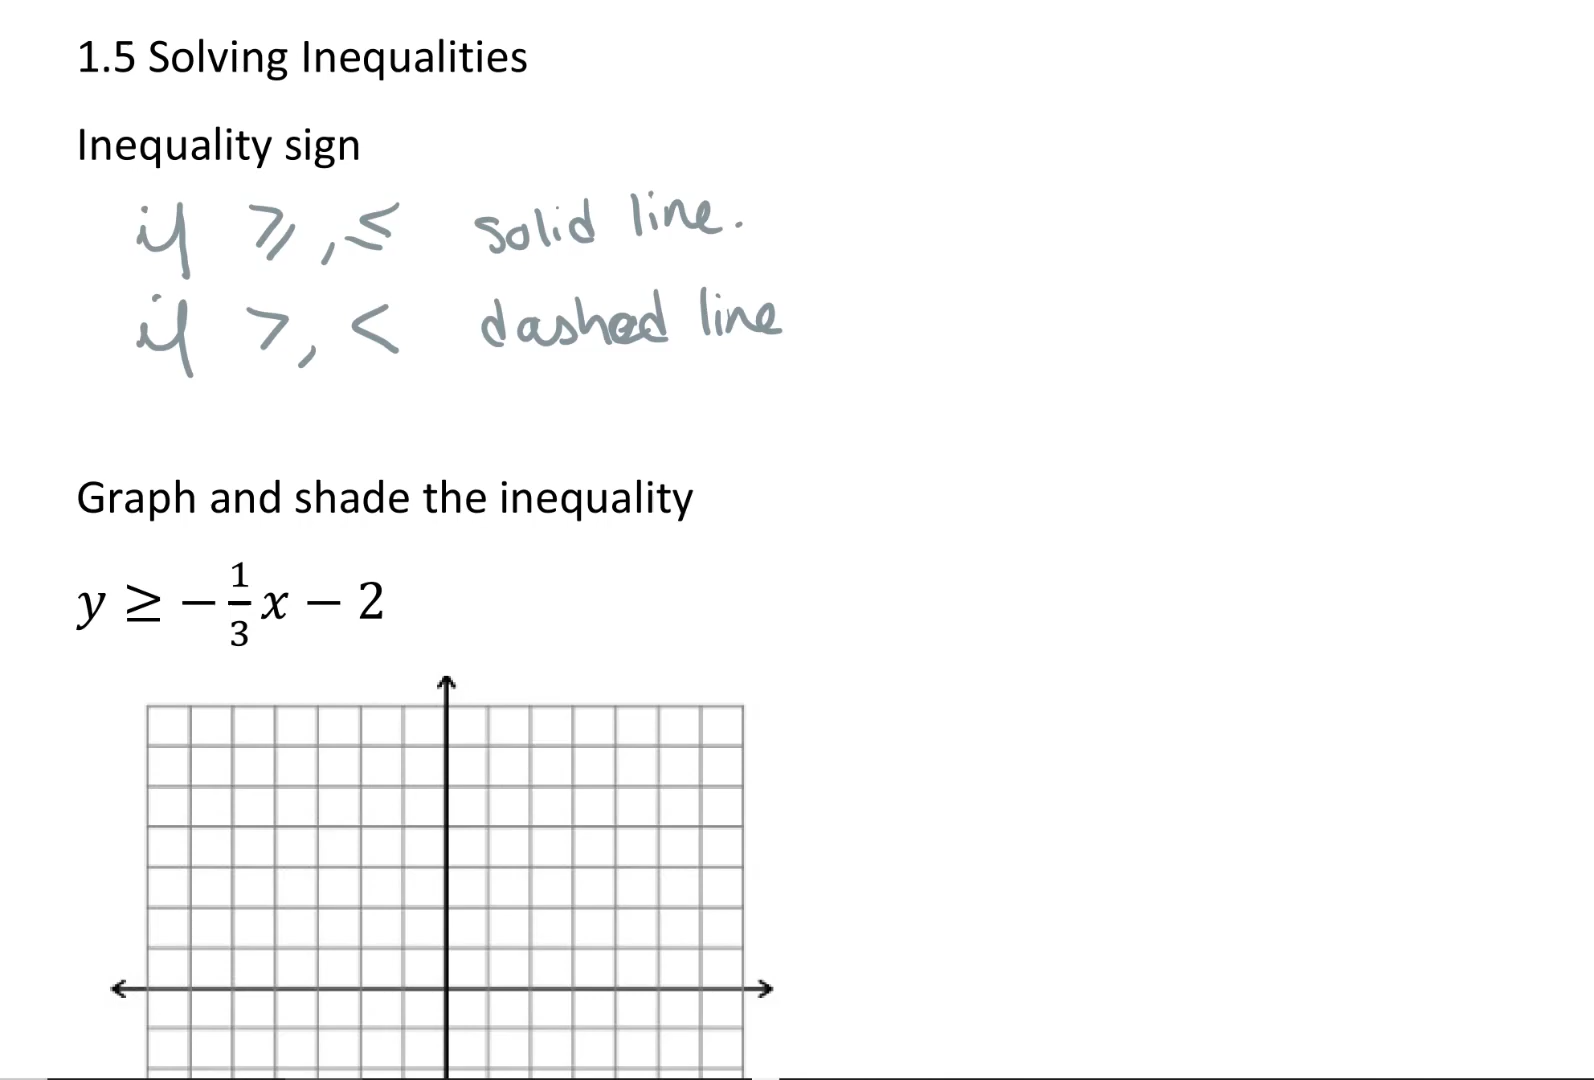 1.5 Solving Inequalities
Inequality sign
if ≥, ≤ solid line.
if >, < dashed line
Graph and shade the inequality
y ≥ −1/3 x − 2